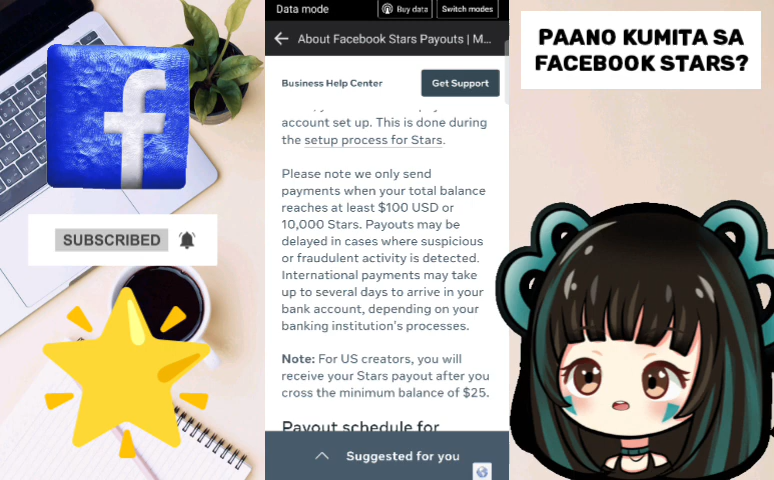 Data mode
Buy data
Switch modes
About Facebook Stars Payouts | M...
PAANO KUMITA SA
FACEBOOK STARS?
Business Help Center
Get Support
account set up. This is done during
the setup process for Stars.
Please note we only send
payments when your total balance
reaches at least $100 USD or
10,000 Stars. Payouts may be
delayed in cases where suspicious
or fraudulent activity is detected.
International payments may take
up to several days to arrive in your
bank account, depending on your
banking institution's processes.
Note: For US creators, you will
receive your Stars payout after you
cross the minimum balance of $25.
Payout schedule for
Suggested for you
SUBSCRIBED
f